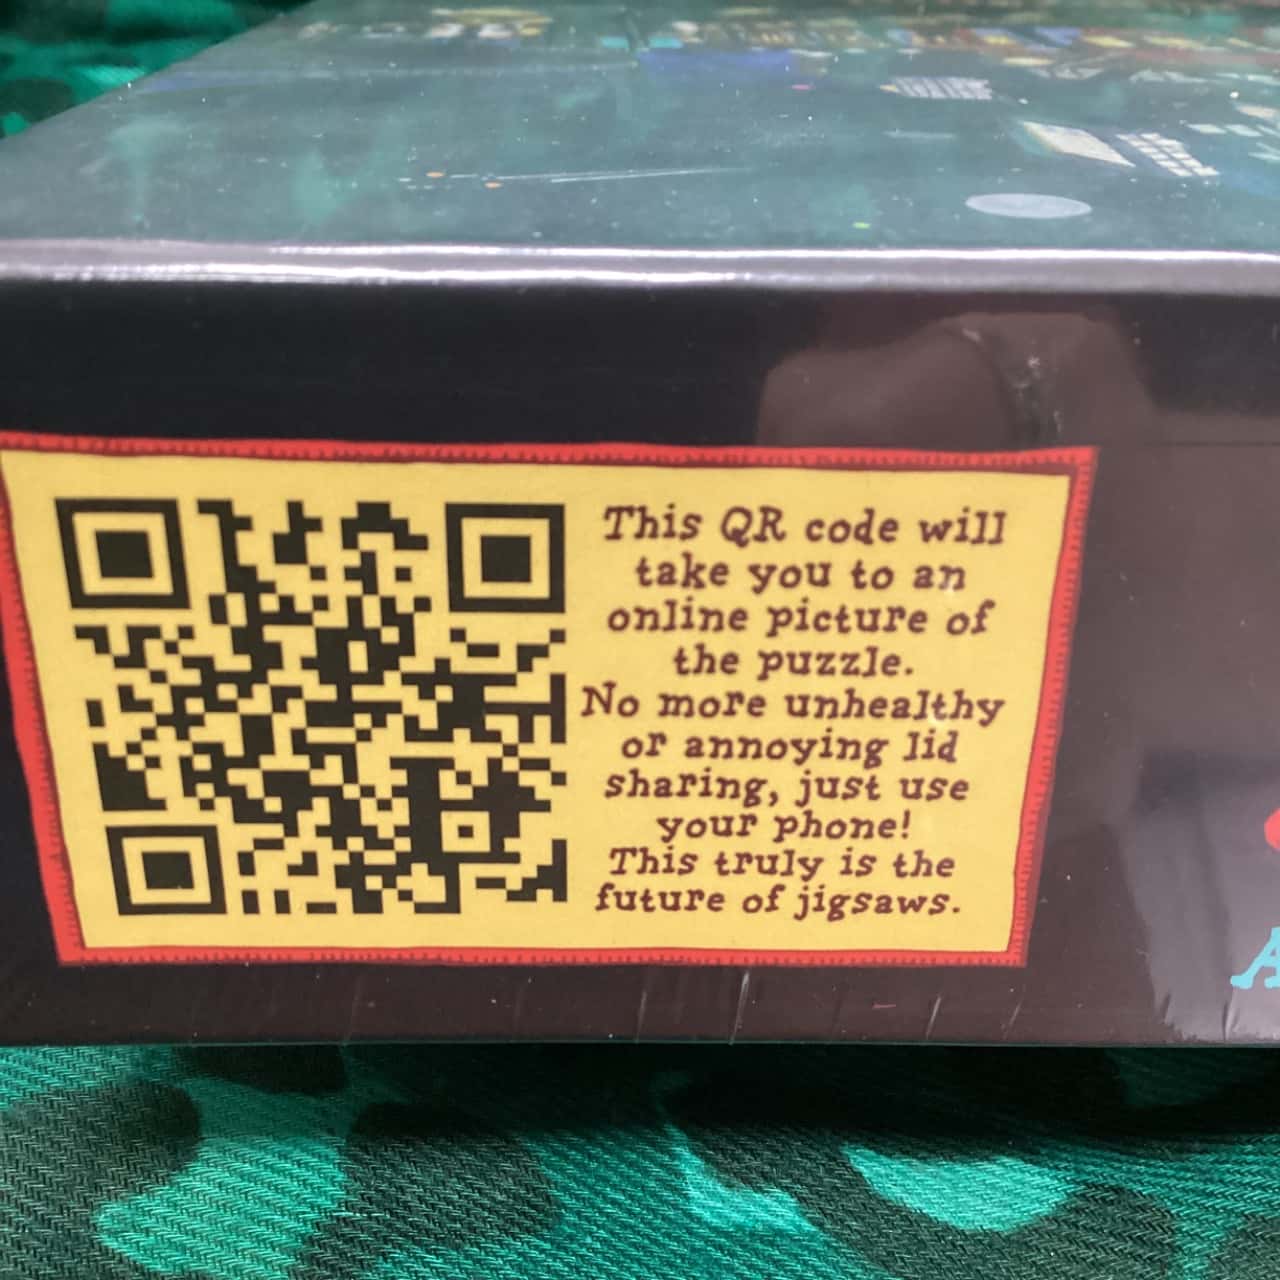 This QR code will
take you to an
online picture of
the puzzle.
No more unhealthy
or annoying lid
sharing, just use
your phone!
This truly is the
future of jigsaws.